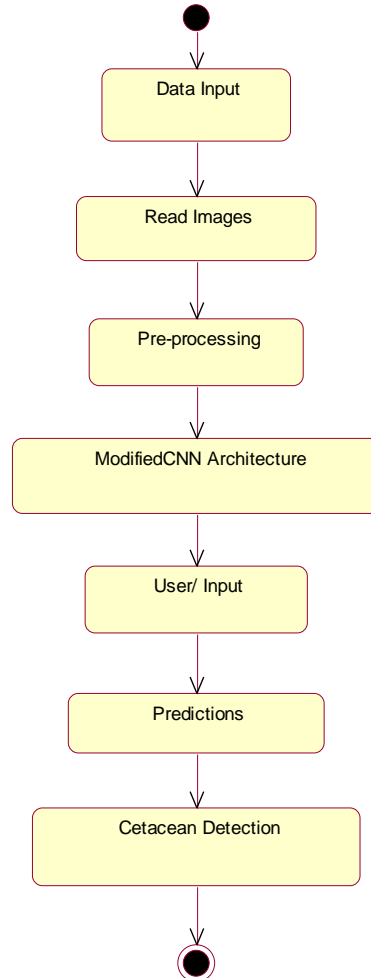 Data Input
Read Images
Pre-processing
ModifiedCNN Architecture
User/ Input
Predictions
Cetacean Detection